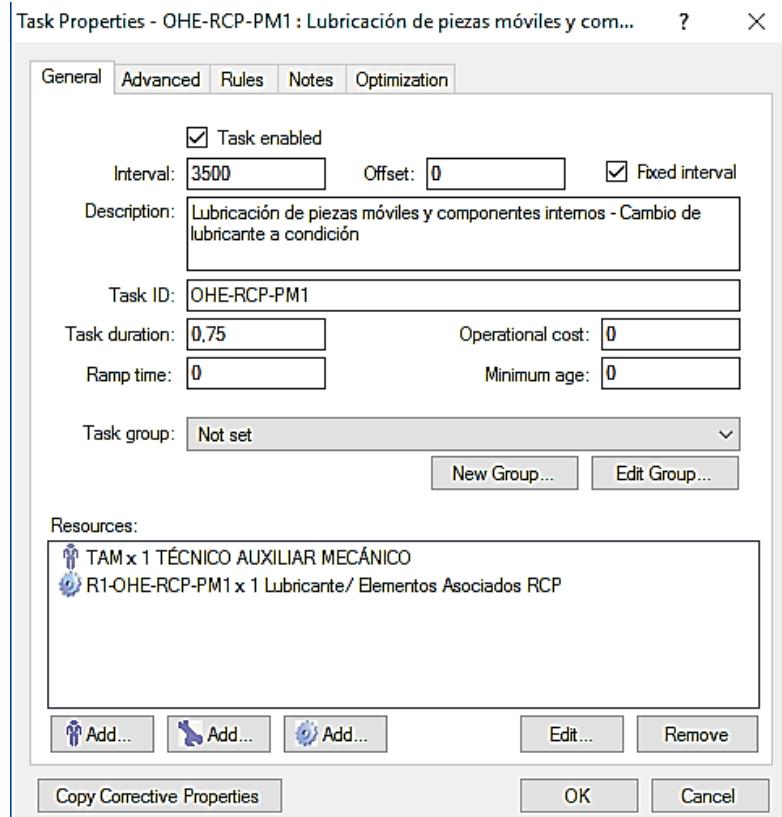 Task Properties - OHE-RCP-PM1 : Lubricación de piezas móviles y com... ?
General Advanced Rules Notes Optimization
Task enabled
Interval: 3500 Offset: 0 Fixed interval
Description: Lubricación de piezas móviles y componentes internos - Cambio de
lubricante a condición
Task ID: OHE-RCP-PM1
Task duration: 0,75 Operational cost: 0
Ramp time: 0 Minimum age: 0
Task group: Not set
New Group... Edit Group...
Resources:
TAM x 1 TÉCNICO AUXILIAR MECÁNICO
R1-OHE-RCP-PM1 x 1 Lubricante/ Elementos Asociados RCP
Add... Add... Add... Edit... Remove
Copy Corrective Properties OK Cancel